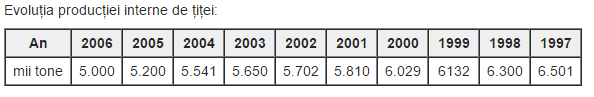 Evoluția producției interne de țiței:
An 2006 2005 2004 2003 2002 2001 2000 1999 1998 1997
mii tone 5.000 5.200 5.541 5.650 5.702 5.810 6.029 6132 6.300 6.501